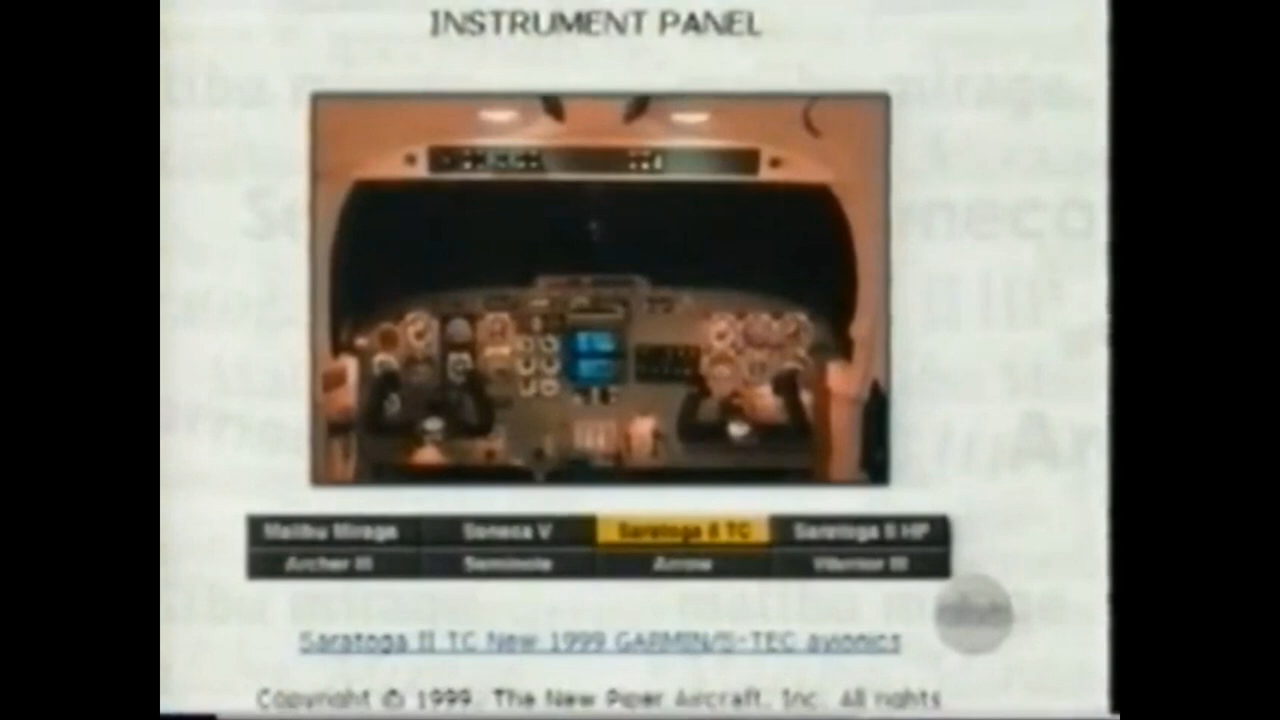 INSTRUMENT PANEL
Malibu Mirage Seneca V Saratoga II TC Saratoga II HP
Archer III Seminole Arrow Warrior III
Saratoga II TC New 1999 GARMIN/S-TEC avionics
Copyright © 1999. The New Piper Aircraft, Inc. All rights